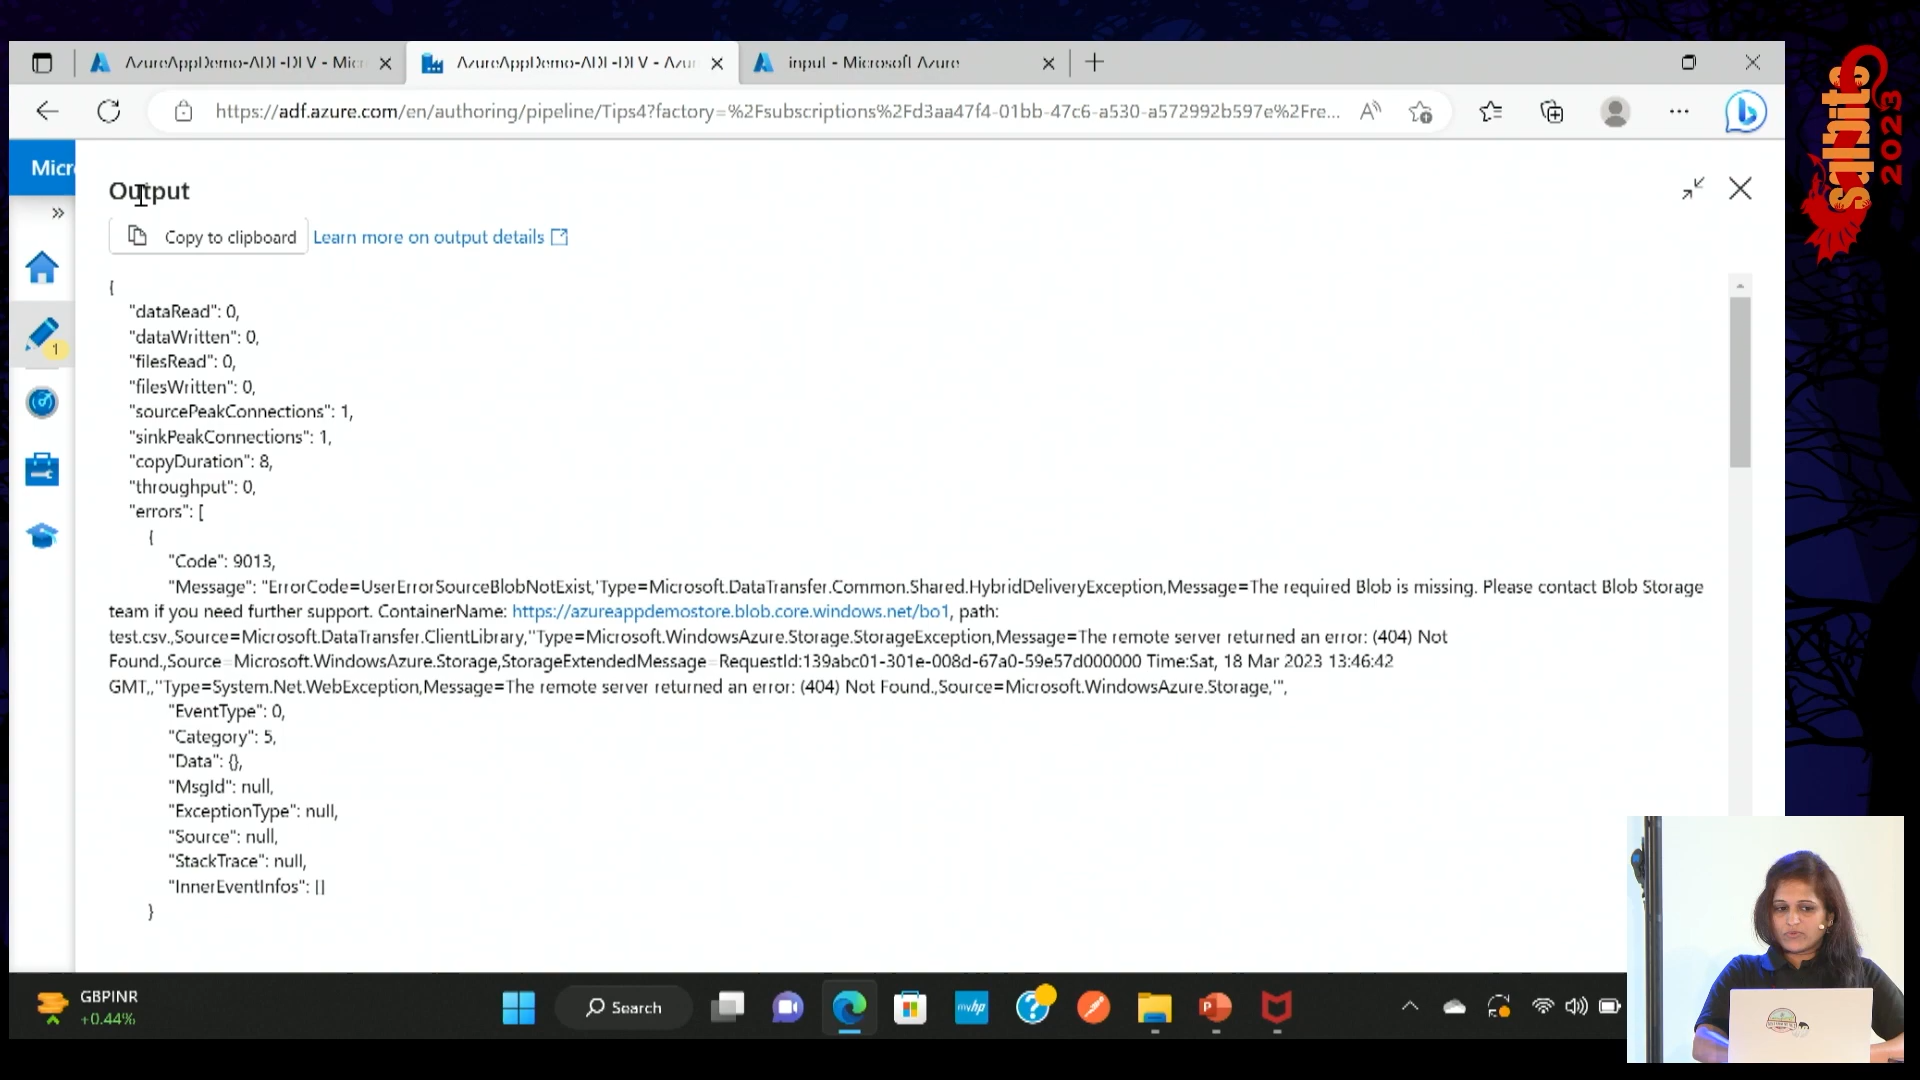 AzureAppDemo-ADF-DEV - Micr
AzureAppDemo-ADF-DEV - Azur
input - Microsoft Azure
https://adf.azure.com/en/authoring/pipeline/Tips4?factory=%2Fsubscriptions%2Fd3aa47f4-01bb-47c6-a530-a572992b597e%2Fre...
Micr
Output
Copy to clipboard
Learn more on output details
{
"dataRead": 0,
"dataWritten": 0,
"filesRead": 0,
"filesWritten": 0,
"sourcePeakConnections": 1,
"sinkPeakConnections": 1,
"copyDuration": 8,
"throughput": 0,
"errors": [
{
"Code": 9013,
"Message": "ErrorCode=UserErrorSourceBlobNotExist,'Type=Microsoft.DataTransfer.Common.Shared.HybridDeliveryException,Message=The required Blob is missing. Please contact Blob Storage
team if you need further support. ContainerName: https://azureappdemostore.blob.core.windows.net/bo1, path:
test.csv.,Source=Microsoft.DataTransfer.ClientLibrary,''Type=Microsoft.WindowsAzure.Storage.StorageException,Message=The remote server returned an error: (404) Not
Found.,Source=Microsoft.WindowsAzure.Storage,StorageExtendedMessage=RequestId:139abc01-301e-008d-67a0-59e57d000000 Time:Sat, 18 Mar 2023 13:46:42
GMT,,''Type=System.Net.WebException,Message=The remote server returned an error: (404) Not Found.,Source=Microsoft.WindowsAzure.Storage,'",
"EventType": 0,
"Category": 5,
"Data": {},
"MsgId": null,
"ExceptionType": null,
"Source": null,
"StackTrace": null,
"InnerEventInfos": []
}
1
GBPINR
+0.44%
Search
myhp
sqlbits
2023